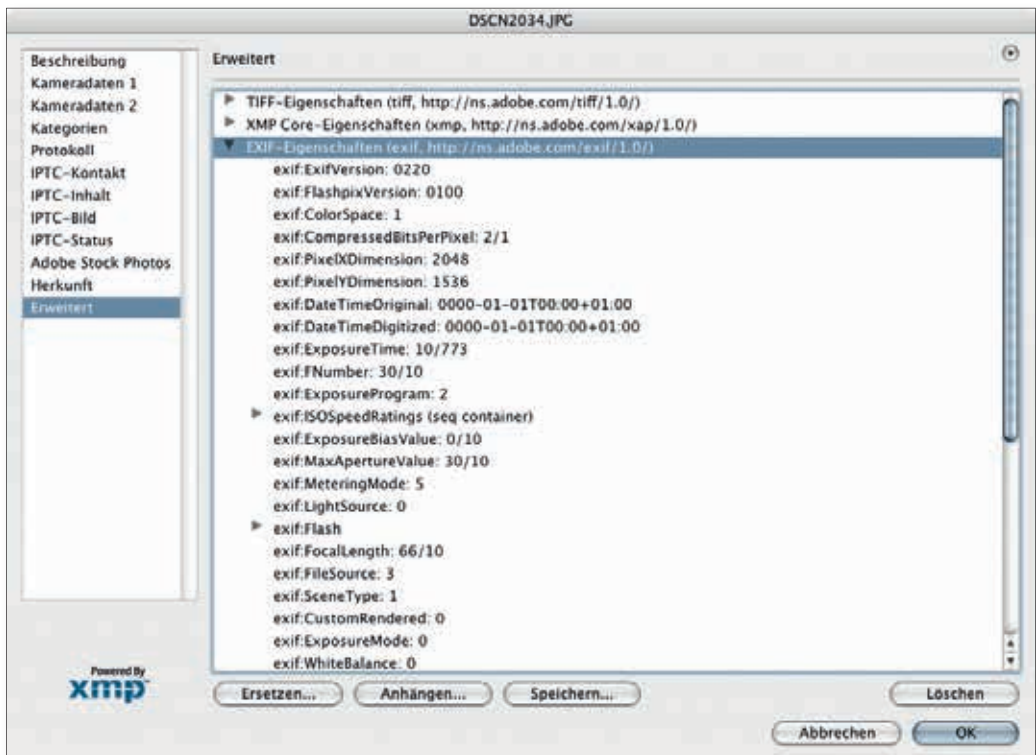 DSCN2034.JPG
Beschreibung
Kameradaten 1
Kameradaten 2
Kategorien
Protokoll
IPTC-Kontakt
IPTC-Inhalt
IPTC-Bild
IPTC-Status
Adobe Stock Photos
Herkunft
Erweitert
Powered By
xmp
Erweitert
TIFF-Eigenschaften (tiff, http://ns.adobe.com/tiff/1.0/)
XMP Core-Eigenschaften (xmp, http://ns.adobe.com/xap/1.0/)
EXIF-Eigenschaften (exif, http://ns.adobe.com/exif/1.0/)
exif:ExifVersion: 0220
exif:FlashpixVersion: 0100
exif:ColorSpace: 1
exif:CompressedBitsPerPixel: 2/1
exif:PixelXDimension: 2048
exif:PixelYDimension: 1536
exif:DateTimeOriginal: 0000-01-01T00:00+01:00
exif:DateTimeDigitized: 0000-01-01T00:00+01:00
exif:ExposureTime: 10/773
exif:FNumber: 30/10
exif:ExposureProgram: 2
exif:ISOSpeedRatings (seq container)
exif:ExposureBiasValue: 0/10
exif:MaxApertureValue: 30/10
exif:MeteringMode: 5
exif:LightSource: 0
exif:Flash
exif:FocalLength: 66/10
exif:FileSource: 3
exif:SceneType: 1
exif:CustomRendered: 0
exif:ExposureMode: 0
exif:WhiteBalance: 0
Ersetzen... Anhängen... Speichern... Löschen
Abbrechen OK